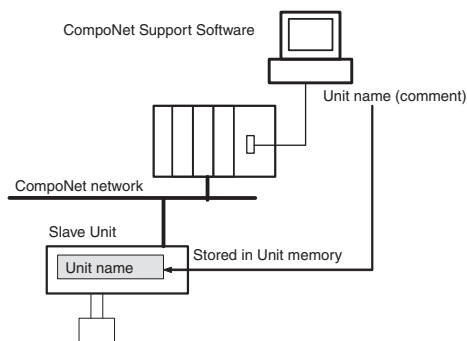 CompoNet Support Software
Unit name (comment)
CompoNet network
Slave Unit
Stored in Unit memory
Unit name